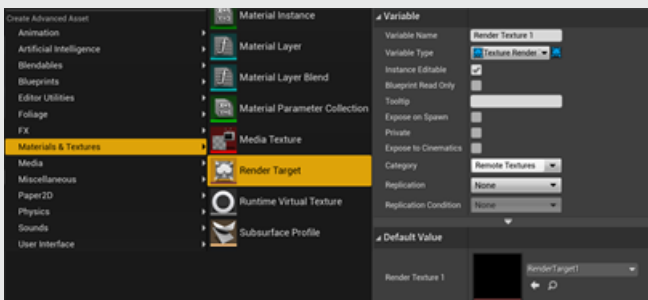 Create Advanced Asset
Animation
Artificial Intelligence
Blendables
Blueprints
Editor Utilities
Foliage
FX
Materials & Textures
Media
Miscellaneous
Paper2D
Physics
Sounds
User Interface
Material Instance
Material Layer
Material Layer Blend
Material Parameter Collection
Media Texture
Render Target
Runtime Virtual Texture
Subsurface Profile
Variable
Variable Name Render Texture 1
Variable Type Texture Render
Instance Editable
Blueprint Read Only
Tooltip
Expose on Spawn
Private
Expose to Cinematics
Category Remote Textures
Replication None
Replication Condition None
Default Value
Render Texture 1 RenderTarget1